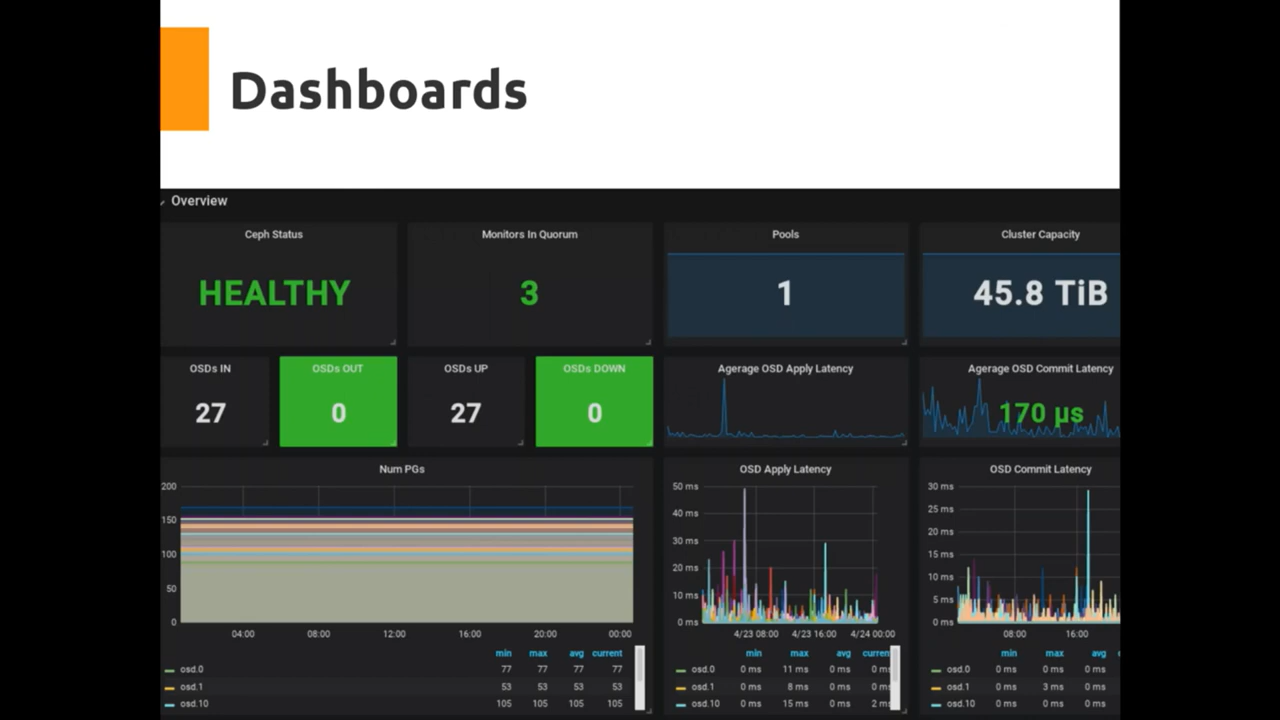 Dashboards
Overview
Ceph Status
HEALTHY
Monitors In Quorum
3
Pools
1
Cluster Capacity
45.8 TiB
OSDs IN
27
OSDs OUT
0
OSDs UP
27
OSDs DOWN
0
Agerage OSD Apply Latency
Agerage OSD Commit Latency
170 µs
Num PGs
200
150
100
50
0
04:00 08:00 12:00 16:00 20:00 00:00
min max avg current
osd.0 77 77 77 77
osd.1 53 53 53 53
osd.10 105 105 105 105
OSD Apply Latency
50 ms
40 ms
30 ms
20 ms
10 ms
0 ms
4/23 08:00 4/23 16:00 4/24 00:00
min max avg current
osd.0 0 ms 11 ms 0 ms 0 ms
osd.1 0 ms 8 ms 0 ms 0 ms
osd.10 0 ms 15 ms 0 ms 2 ms
OSD Commit Latency
30 ms
25 ms
20 ms
15 ms
10 ms
5 ms
0 ms
08:00 16:00
min max avg
osd.0 0 ms 0 ms 0 ms
osd.1 0 ms 3 ms 0 ms
osd.10 0 ms 0 ms 0 ms